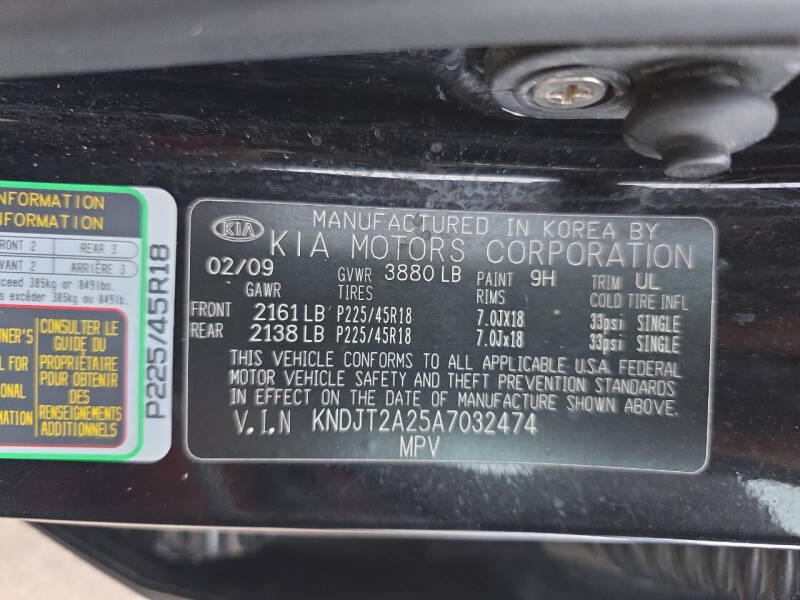 NFORMATION
INFORMATION
FRONT 2 REAR 3
VANT 2 ARRIÈRE 3
xceed 385kg or 849lb.
is excéder 385kg ou 849lb.
NER'S
L FOR
ONAL
MATION
CONSULTER LE
GUIDE DU
PROPRIÉTAIRE
POUR OBTENIR
DES
RENSEIGNEMENTS
ADDITIONNELS
P225/45R18
KIA MANUFACTURED IN KOREA BY
KIA MOTORS CORPORATION
02/09 GVWR 3880 LB PAINT 9H TRIM UL
GAWR TIRES RIMS COLD TIRE INFL
FRONT 2161 LB P225/45R18 7.0JX18 33psi SINGLE
REAR 2138 LB P225/45R18 7.0Jx18 33psi SINGLE
THIS VEHICLE CONFORMS TO ALL APPLICABLE U.S.A. FEDERAL
MOTOR VEHICLE SAFETY AND THEFT PREVENTION STANDARDS
IN EFFECT ON THE DATE OF MANUFACTURE SHOWN ABOVE.
V.I.N KNDJT2A25A7032474
MPV